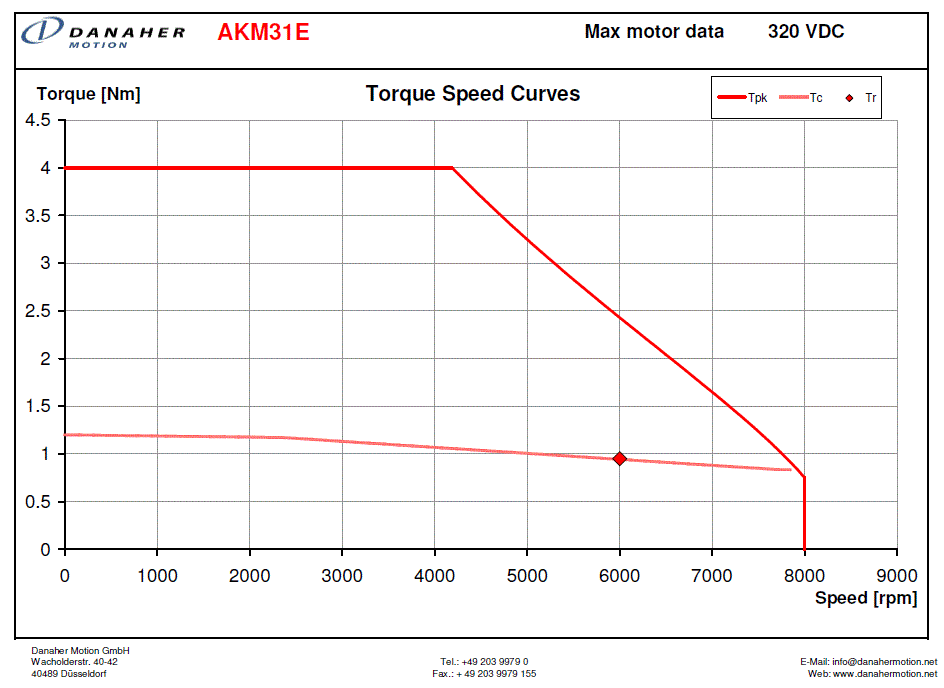 DANAHER
MOTION
AKM31E
Max motor data
320 VDC
Torque [Nm]
Torque Speed Curves
Tpk
Tc
Tr
4.5
4
3.5
3
2.5
2
1.5
1
0.5
0
0 1000 2000 3000 4000 5000 6000 7000 8000 9000
Speed [rpm]
Danaher Motion GmbH
Wacholderstr. 40-42
40489 Düsseldorf
Tel.: +49 203 9979 0
Fax.: + 49 203 9979 155
E-Mail: info@danahermotion.net
Web: www.danahermotion.net